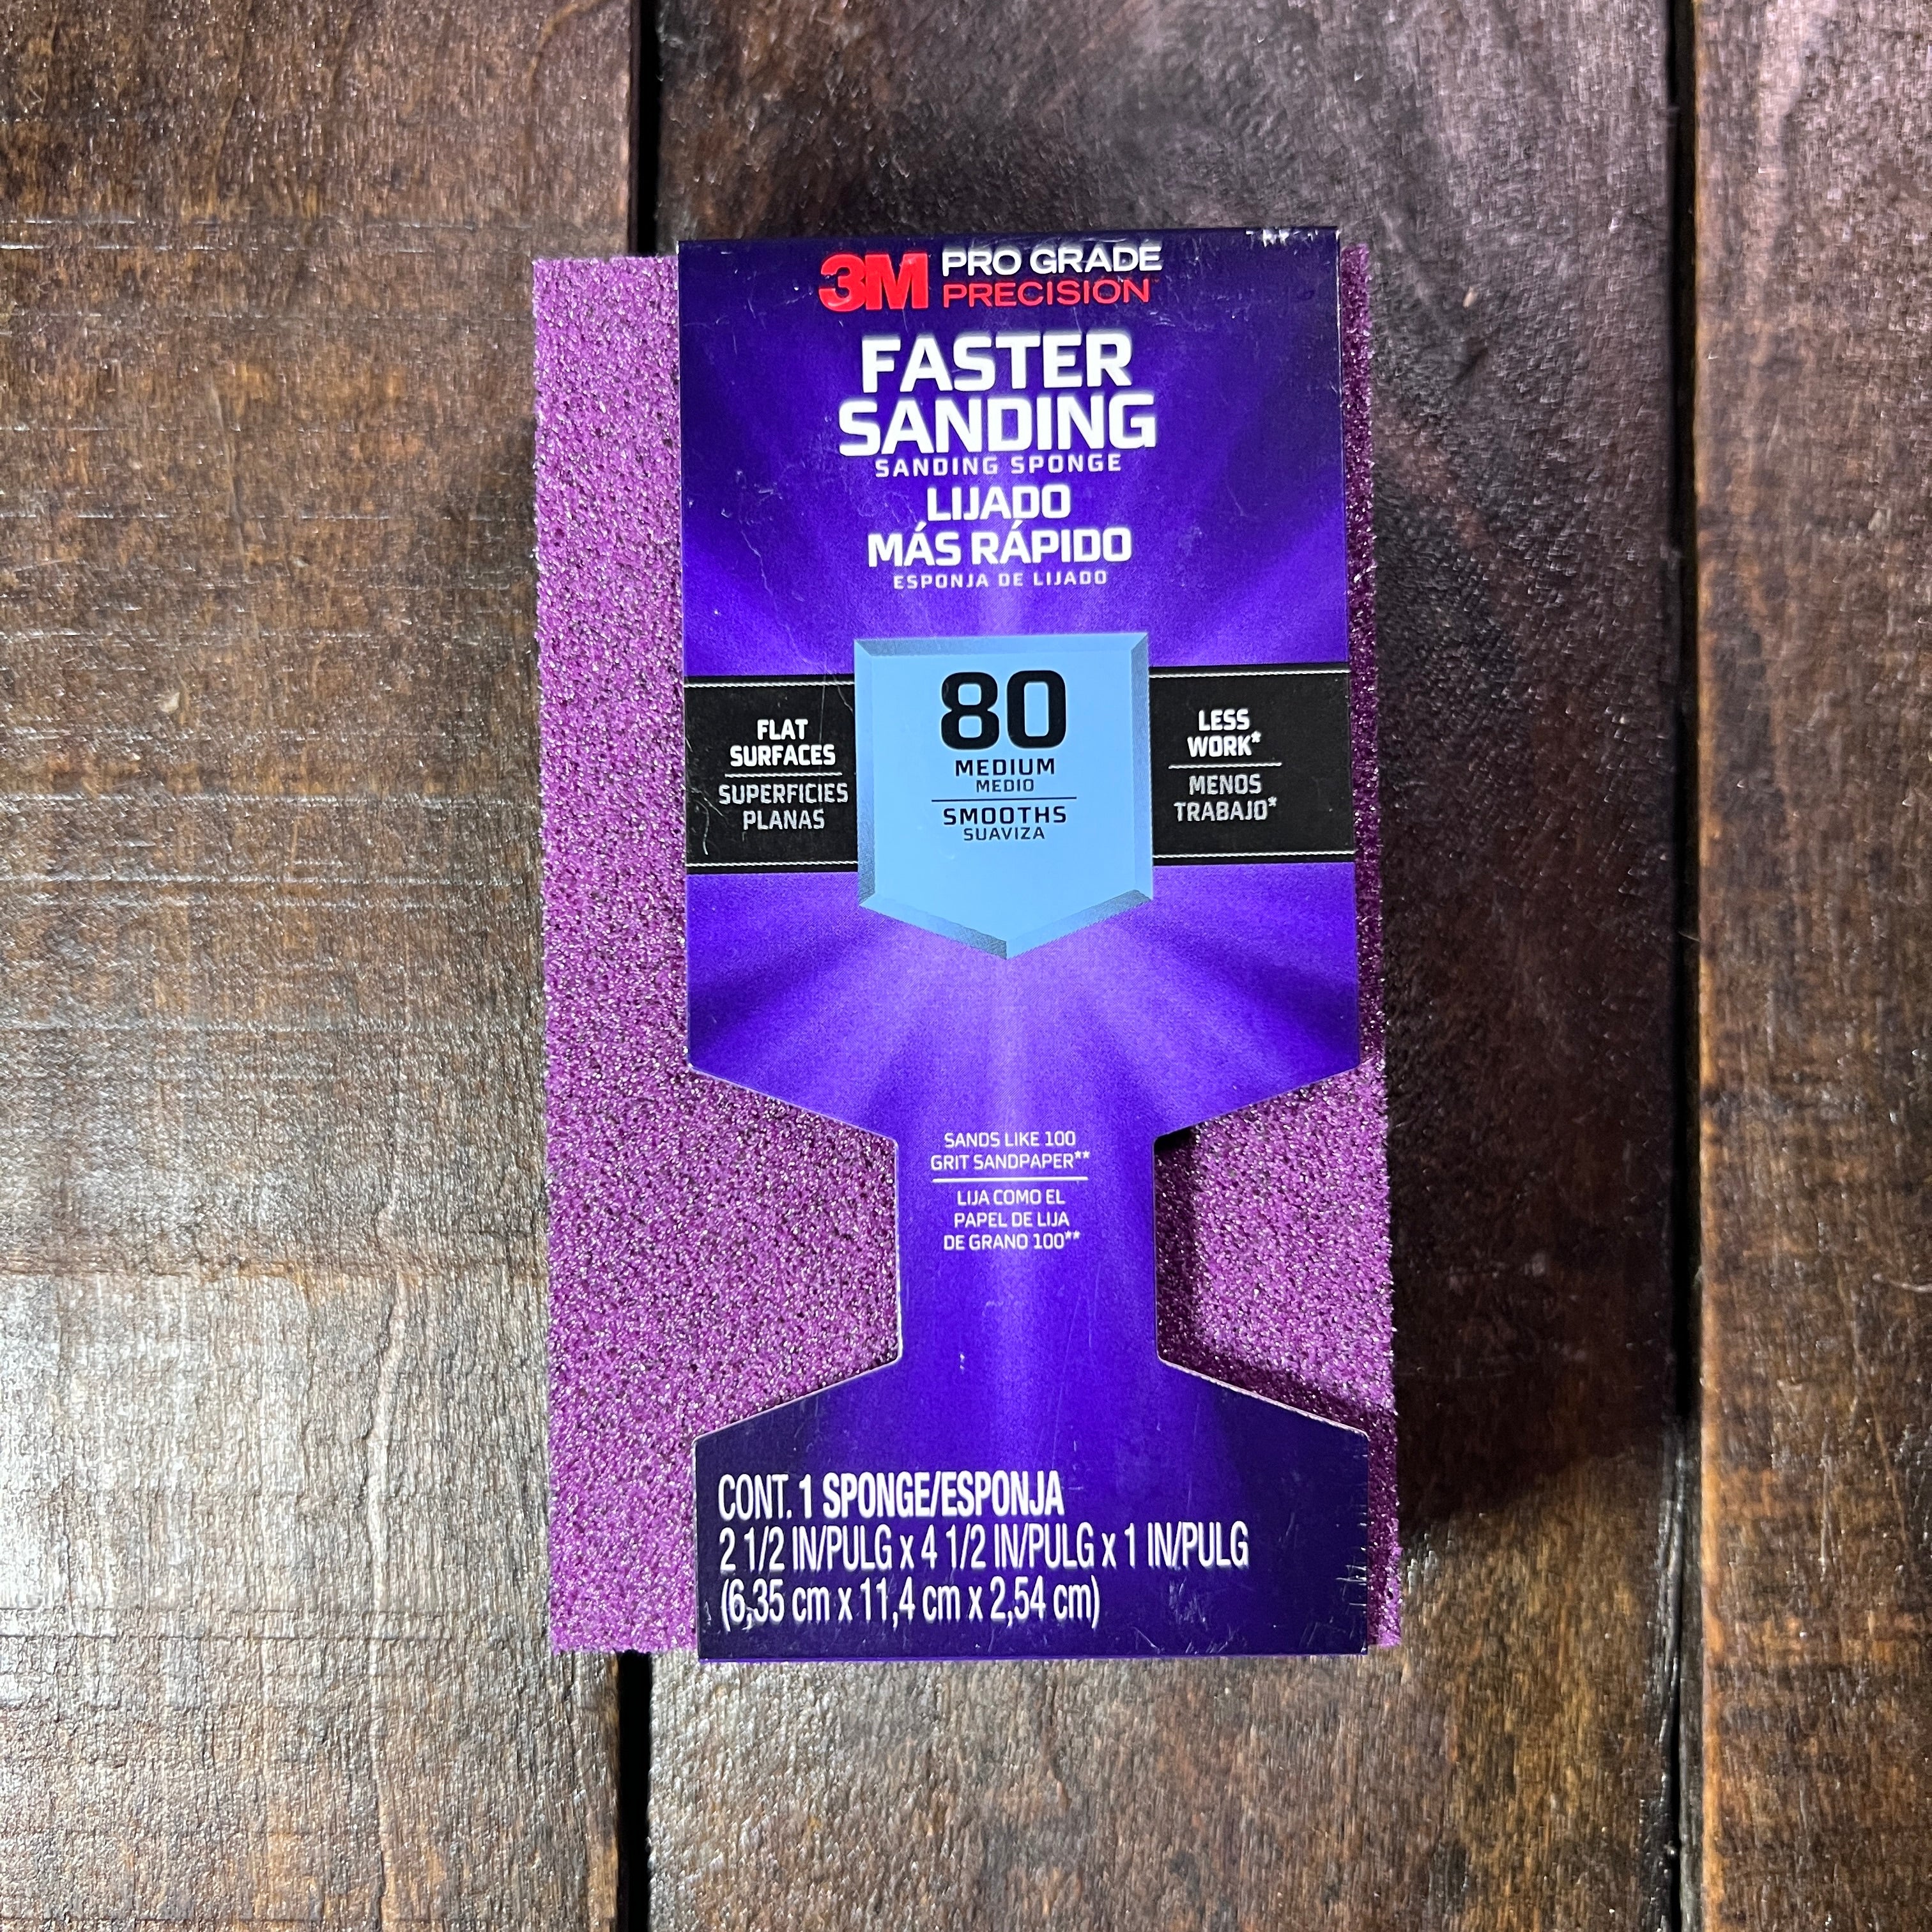 3M PRO GRADE
PRECISION
FASTER
SANDING
SANDING SPONGE
LIJADO
MÁS RÁPIDO
ESPONJA DE LIJADO
FLAT
SURFACES
SUPERFICIES
PLANAS
80
MEDIUM
MEDIO
SMOOTHS
SUAVIZA
LESS
WORK*
MENOS
TRABAJO*
SANDS LIKE 100
GRIT SANDPAPER**
LIJA COMO EL
PAPEL DE LIJA
DE GRANO 100**
CONT. 1 SPONGE/ESPONJA
2 1/2 IN/PULG x 4 1/2 IN/PULG x 1 IN/PULG
(6,35 cm x 11,4 cm x 2,54 cm)